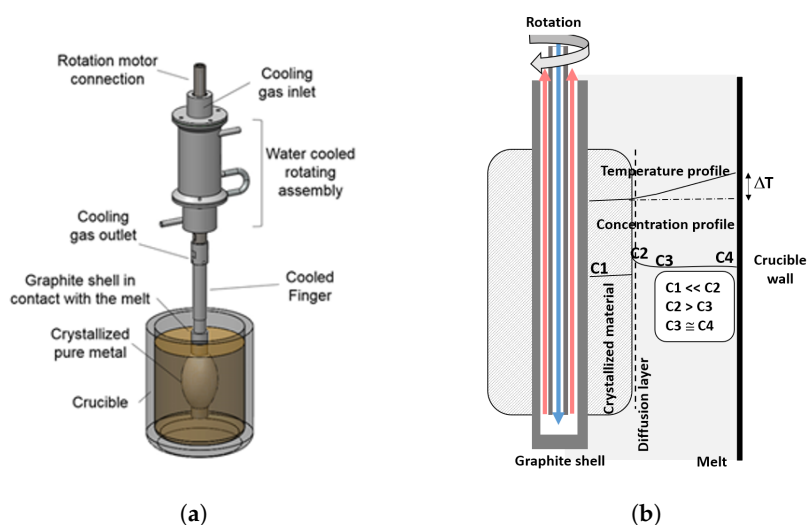 Rotation motor
connection
Cooling
gas inlet
Water cooled
rotating
assembly
Cooling
gas outlet
Graphite shell in
contact with the melt
Cooled
Finger
Crystallized
pure metal
Crucible
(a)
Rotation
Temperature profile
ΔT
Concentration profile
C1
C2
C3
C4
Crucible
wall
C1 << C2
C2 > C3
C3 ≅ C4
Crystallized material
Diffusion layer
Graphite shell
Melt
(b)